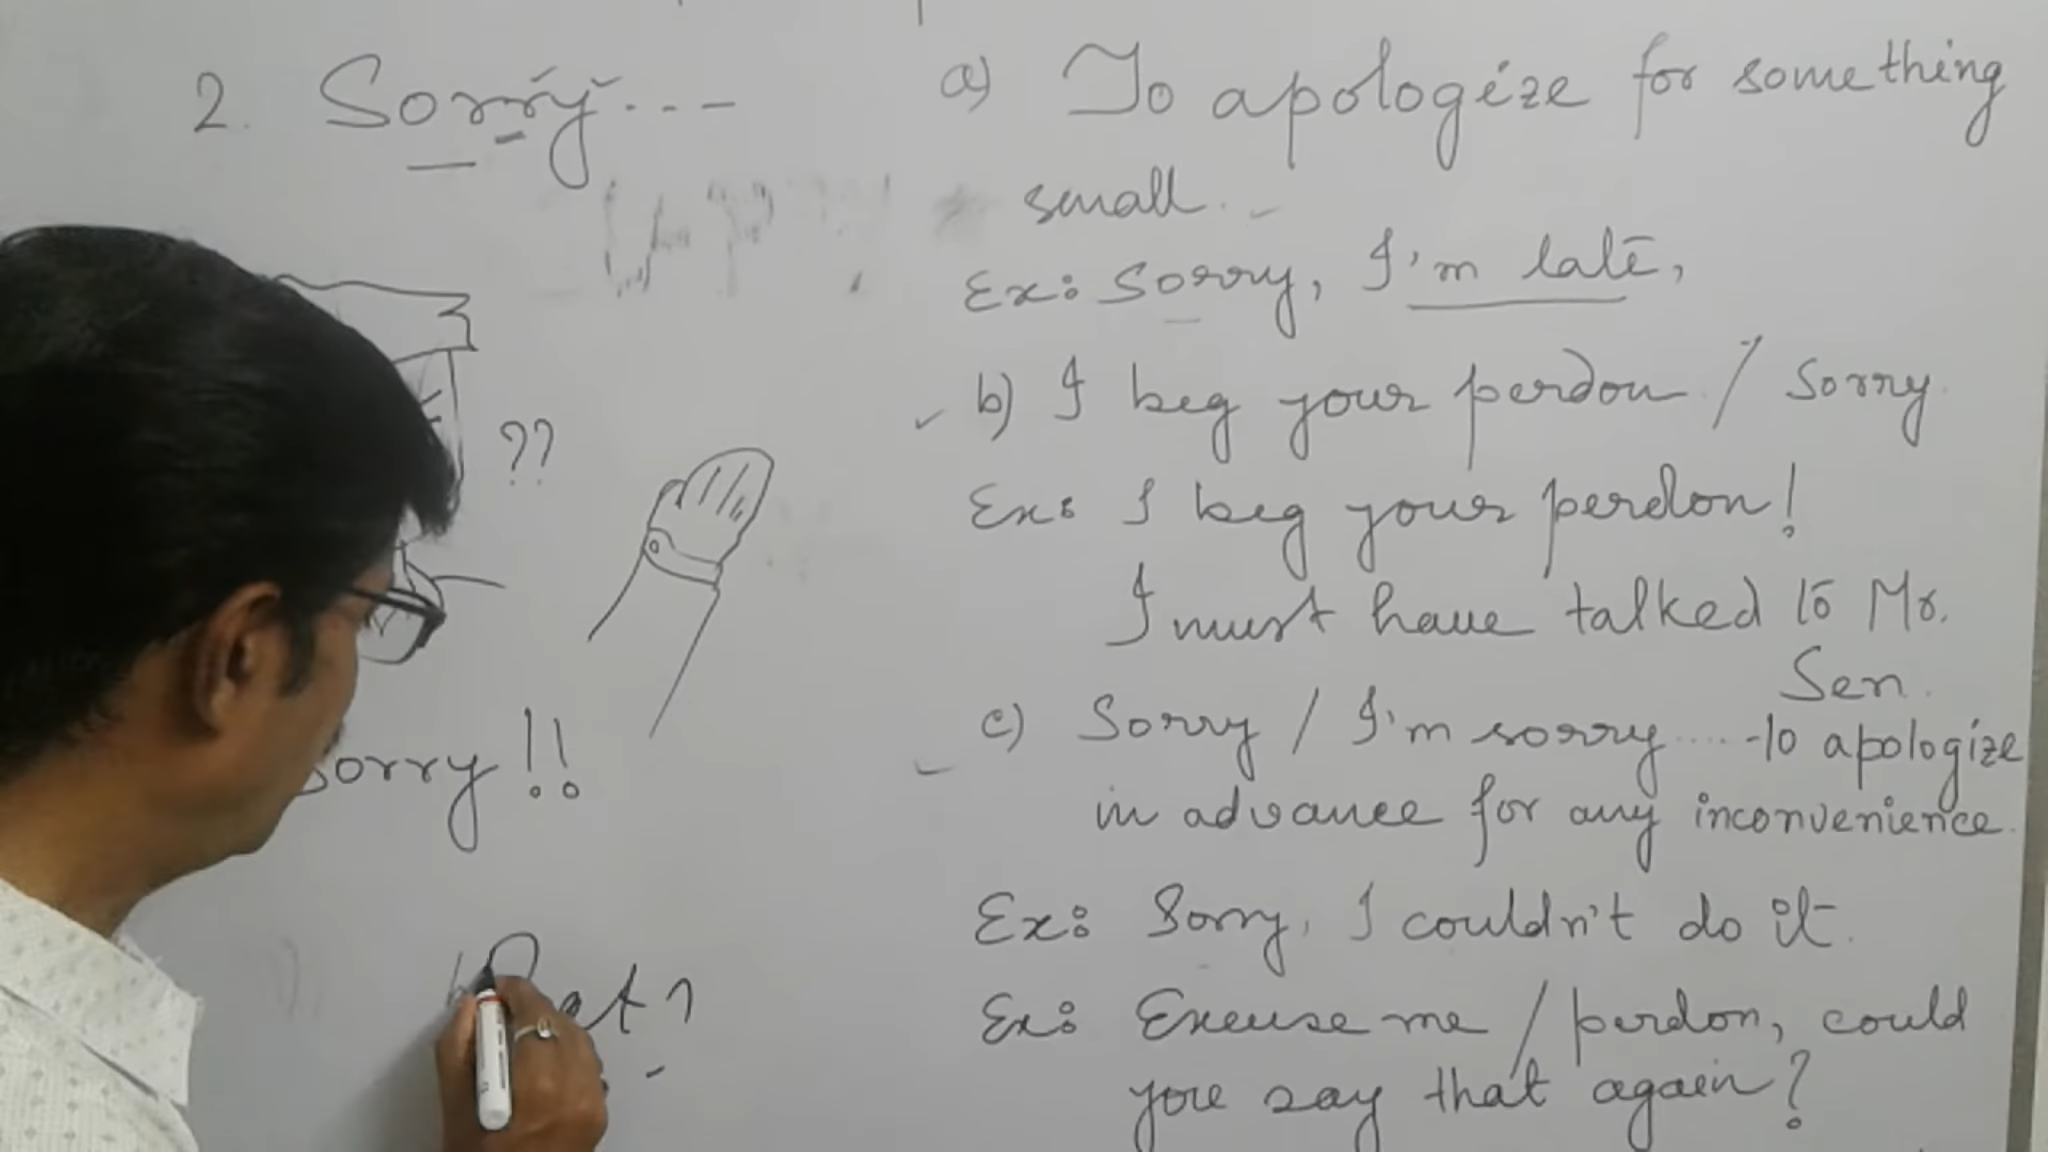 2. Sorry...--
a) To apologize for something
small.
Ex: Sorry, I'm late,
b) I beg your perdon / Sorry
Ex: I beg your perdon!
I must have talked to Mr.
Sen.
c) Sorry / I'm sorry.... - to apologize
in advance for any inconvenience.
Ex: Sorry, I couldn't do it.
Ex: Excuse me / perdon, could
you say that again?
??
Sorry!!